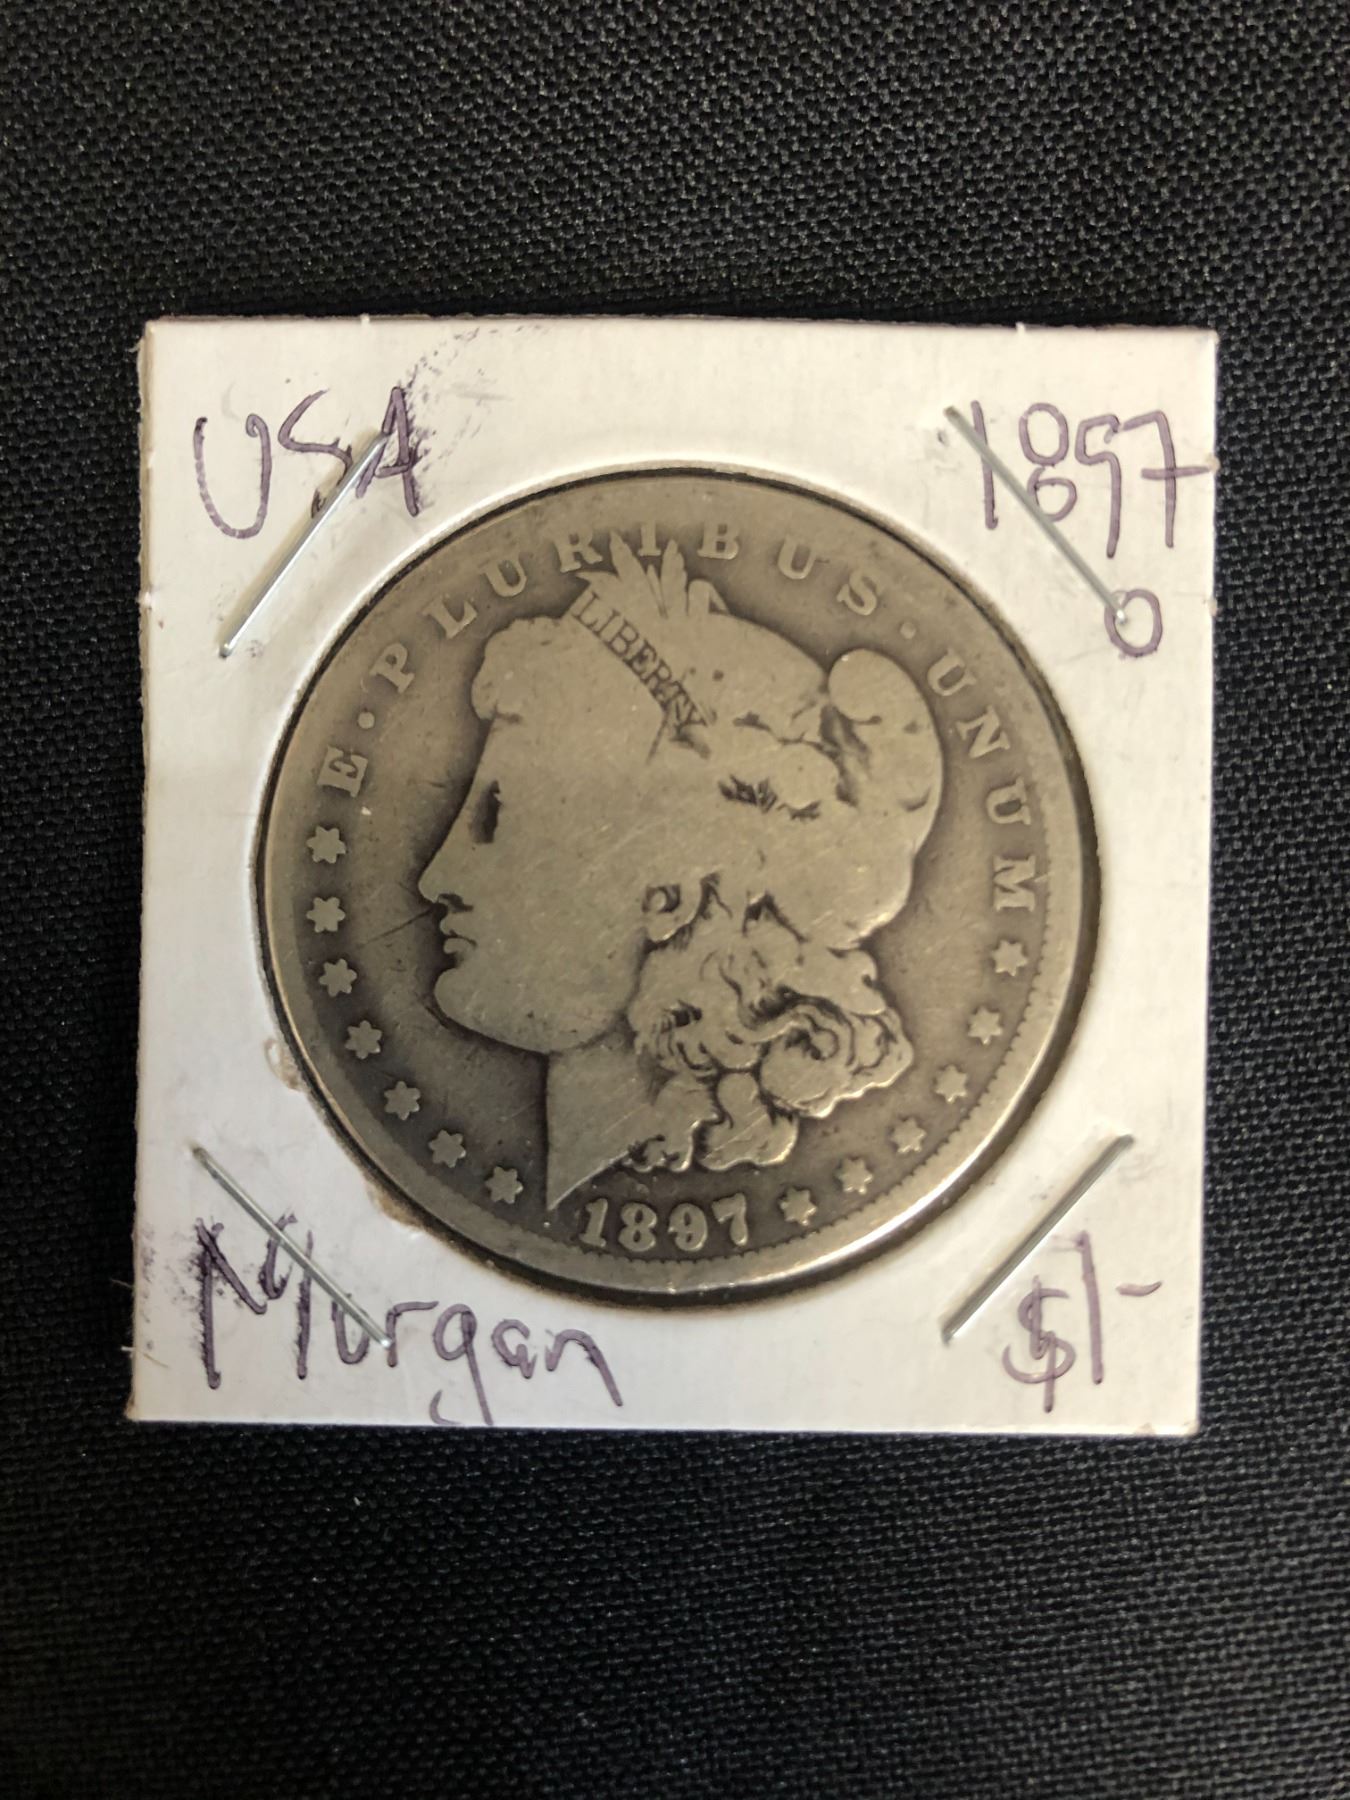 USA
1897
O
E · PLURIBUS · UNUM
LIBERTY
1897
Morgan
$1-